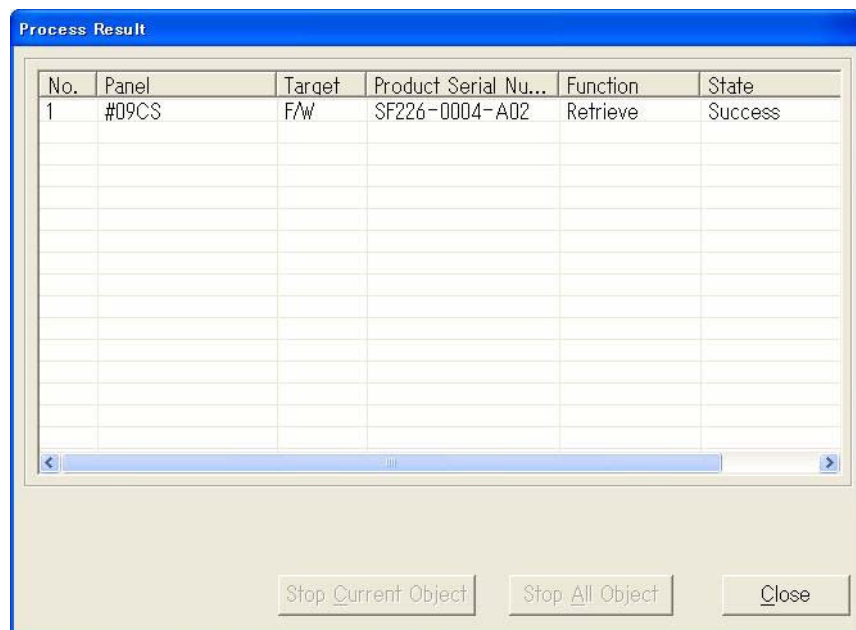 Process Result
No. Panel Target Product Serial Nu... Function State
1 #09CS F/W SF226-0004-A02 Retrieve Success
Stop Current Object Stop All Object Close